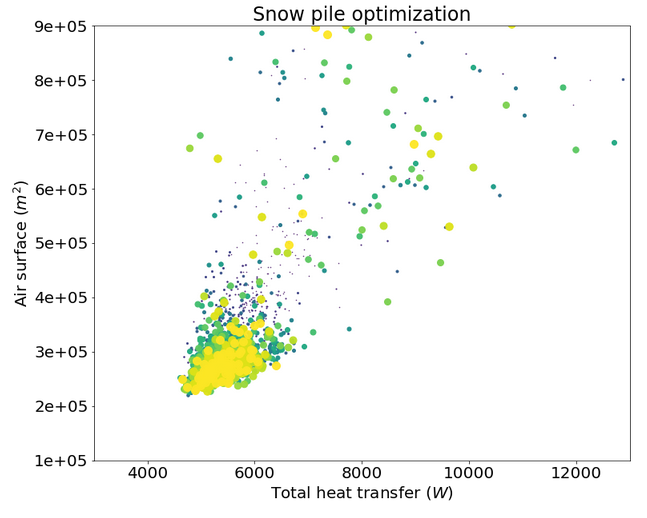 Snow pile optimization
9e+05
8e+05
7e+05
6e+05
5e+05
4e+05
3e+05
2e+05
1e+05
Air surface (m²)
4000 6000 8000 10000 12000
Total heat transfer (W)